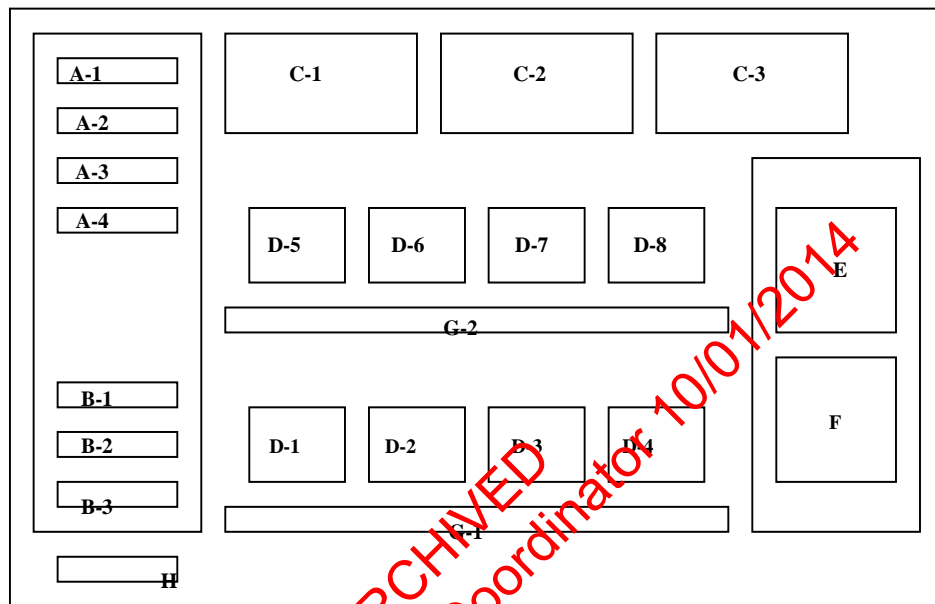 A-1
A-2
A-3
A-4
B-1
B-2
B-3
H
C-1
C-2
C-3
D-5
D-6
D-7
D-8
G-2
D-1
D-2
D-3
D-4
G-1
E
F
RCHIVED
oordinator 10/01/2014